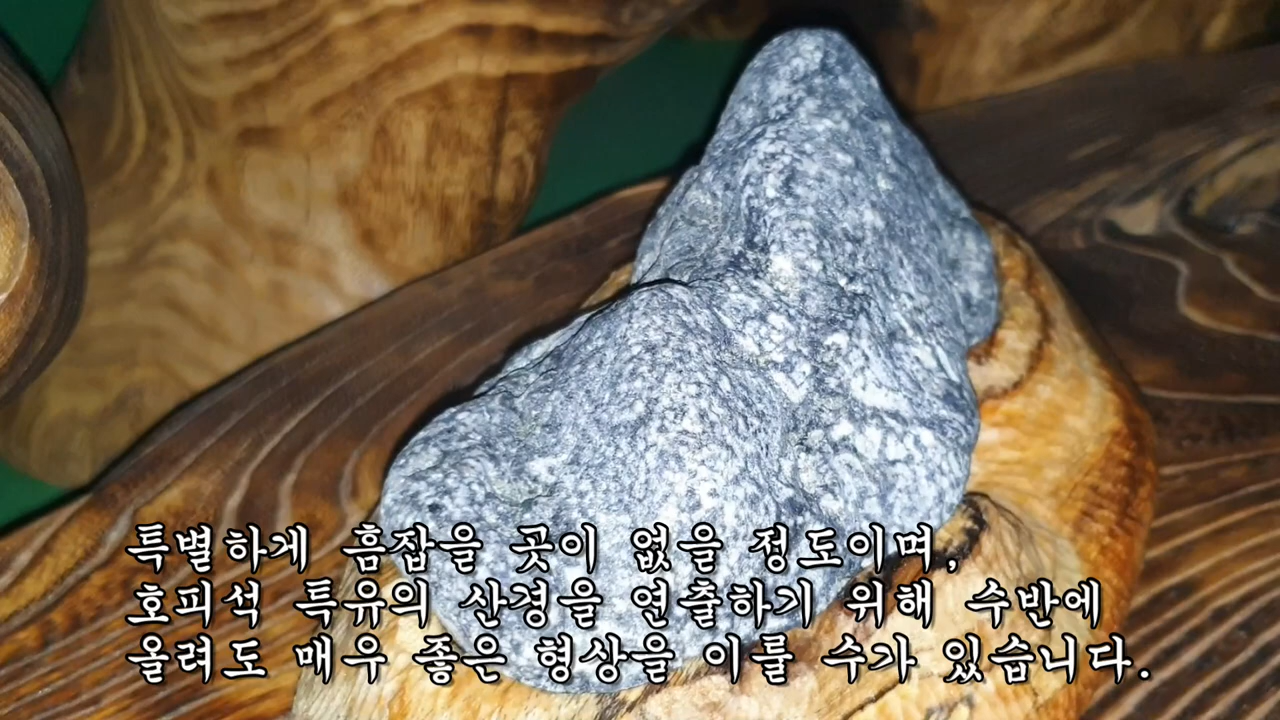 특별하게 흠잡을 곳이 없을 정도이며,
호피석 특유의 산경을 연출하기 위해 수반에
올려도 매우 좋은 형상을 이룰 수가 있습니다.